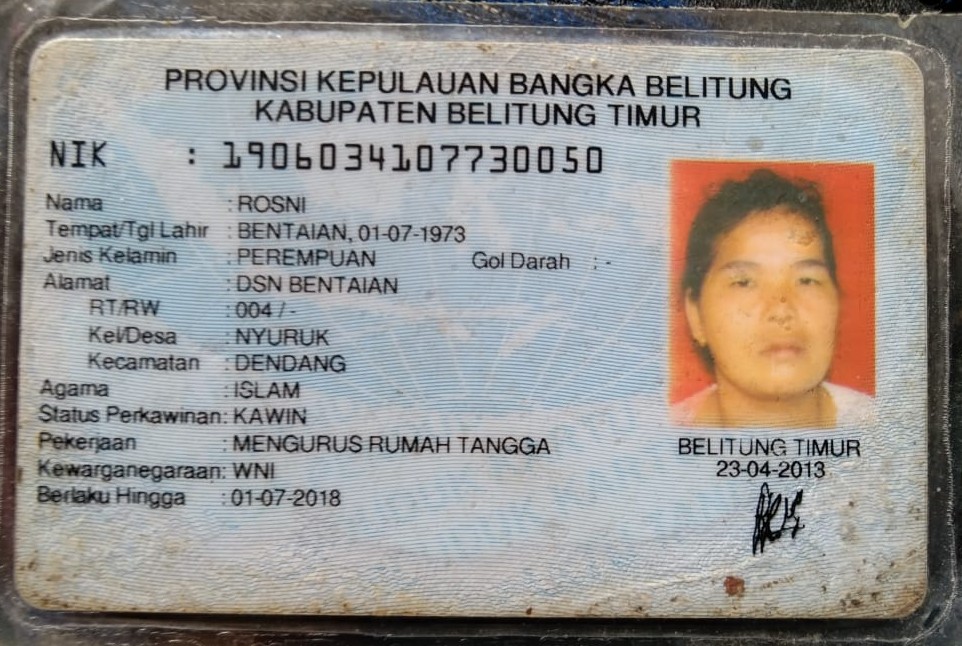 PROVINSI KEPULAUAN BANGKA BELITUNG
KABUPATEN BELITUNG TIMUR
NIK : 1906034107730050
Nama : ROSNI
Tempat/Tgl Lahir : BENTAIAN, 01-07-1973
Jenis Kelamin : PEREMPUAN Gol Darah : -
Alamat : DSN BENTAIAN
RT/RW : 004 / -
Kel/Desa : NYURUK
Kecamatan : DENDANG
Agama : ISLAM
Status Perkawinan: KAWIN
Pekerjaan : MENGURUS RUMAH TANGGA
Kewarganegaraan: WNI
Berlaku Hingga : 01-07-2018
BELITUNG TIMUR
23-04-2013